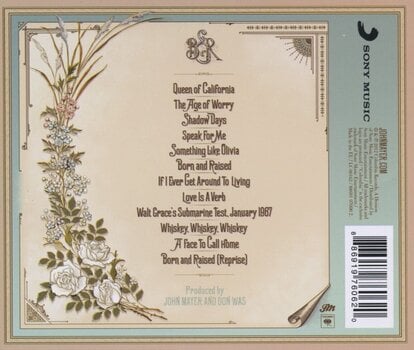 B&R
Queen of California
The Age of Worry
Shadow Days
Speak For Me
Something Like Olivia
Born and Raised
If I Ever Get Around To Living
Love Is A Verb
Walt Grace's Submarine Test, January 1967
Whiskey, Whiskey, Whiskey
A Face To Call Home
Born and Raised (Reprise)
Produced by
JOHN MAYER AND DON WAS
SONY MUSIC
JOHNMAYER.COM
COLUMBIA